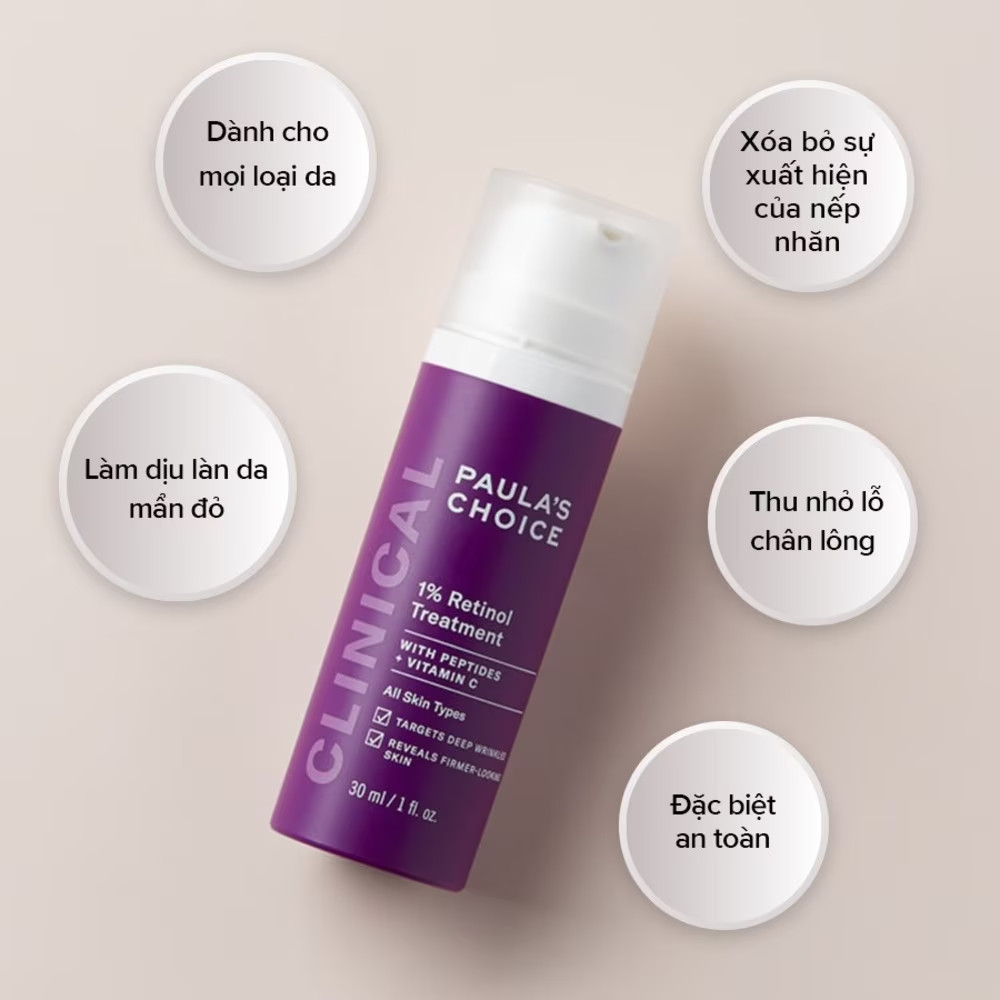 Dành cho
mọi loại da
Xóa bỏ sự
xuất hiện
của nếp
nhăn
Làm dịu làn da
mẩn đỏ
Thu nhỏ lỗ
chân lông
Đặc biệt
an toàn
CLINICAL
PAULA'S
CHOICE
1% Retinol
Treatment
WITH PEPTIDES
+ VITAMIN C
All Skin Types
TARGETS DEEP WRINKLES
REVEALS FIRMER-LOOKING
SKIN
30 ml / 1 fl. oz.